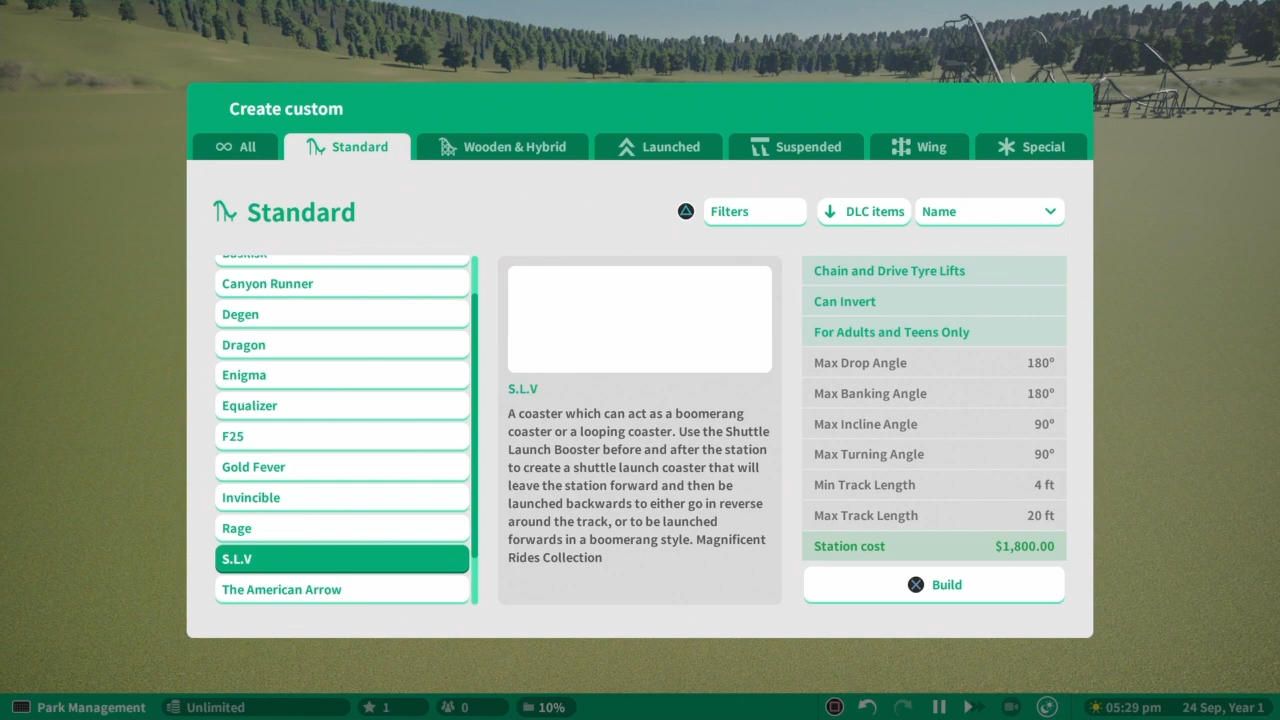 Create custom
All
Standard
Wooden & Hybrid
Launched
Suspended
Wing
Special
Standard
Filters
DLC items
Name
Canyon Runner
Degen
Dragon
Enigma
Equalizer
F25
Gold Fever
Invincible
Rage
S.L.V
The American Arrow
S.L.V
A coaster which can act as a boomerang
coaster or a looping coaster. Use the Shuttle
Launch Booster before and after the station
to create a shuttle launch coaster that will
leave the station forward and then be
launched backwards to either go in reverse
around the track, or to be launched
forwards in a boomerang style. Magnificent
Rides Collection
Chain and Drive Tyre Lifts
Can Invert
For Adults and Teens Only
Max Drop Angle 180°
Max Banking Angle 180°
Max Incline Angle 90°
Max Turning Angle 90°
Min Track Length 4 ft
Max Track Length 20 ft
Station cost $1,800.00
Build
Park Management
Unlimited
1
0
10%
05:29 pm
24 Sep, Year 1